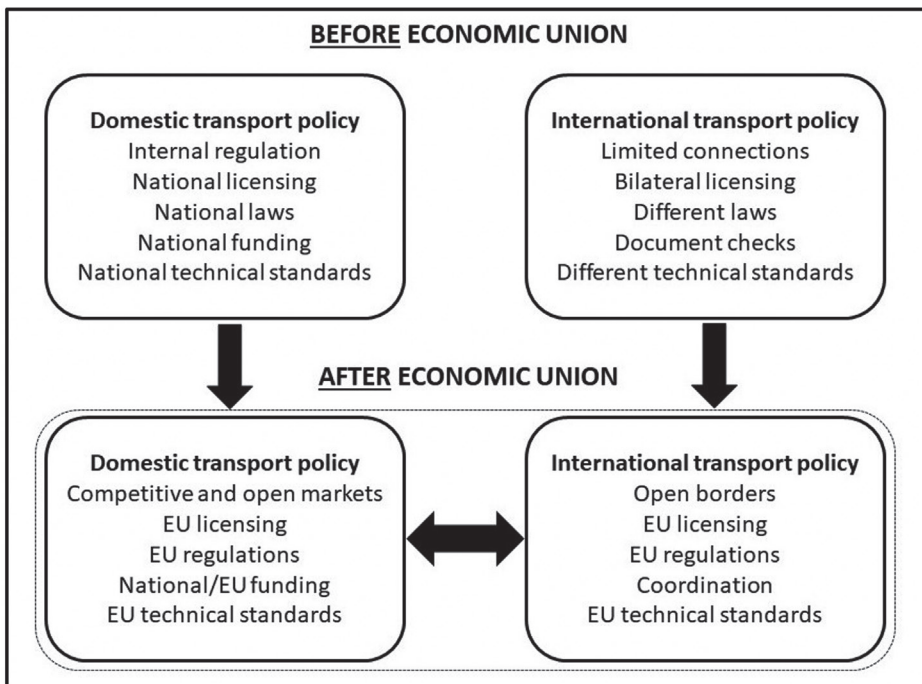 BEFORE ECONOMIC UNION
Domestic transport policy
Internal regulation
National licensing
National laws
National funding
National technical standards
International transport policy
Limited connections
Bilateral licensing
Different laws
Document checks
Different technical standards
AFTER ECONOMIC UNION
Domestic transport policy
Competitive and open markets
EU licensing
EU regulations
National/EU funding
EU technical standards
International transport policy
Open borders
EU licensing
EU regulations
Coordination
EU technical standards